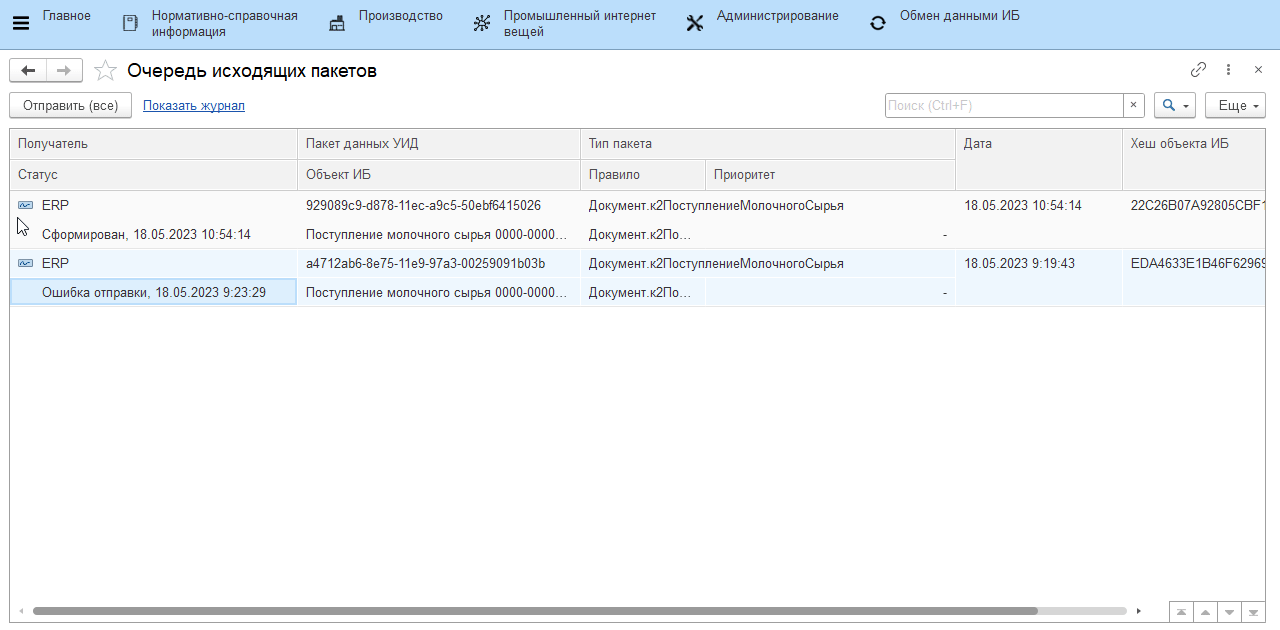 Главное
Нормативно-справочная
информация
Производство
Промышленный интернет
вещей
Администрирование
Обмен данными ИБ
Очередь исходящих пакетов
Отправить (все) Показать журнал Поиск (Ctrl+F) × Еще
Получатель Пакет данных УИД Тип пакета Дата Хеш объекта ИБ
Статус Объект ИБ Правило Приоритет
ERP 929089c9-d878-11ec-a9c5-50ebf6415026 Документ.к2ПоступлениеМолочногоСырья 18.05.2023 10:54:14 22C26B07A92805CBF1
Сформирован, 18.05.2023 10:54:14 Поступление молочного сырья 0000-0000... Документ.к2По... -
ERP a4712ab6-8e75-11e9-97a3-00259091b03b Документ.к2ПоступлениеМолочногоСырья 18.05.2023 9:19:43 EDA4633E1B46F62969
Ошибка отправки, 18.05.2023 9:23:29 Поступление молочного сырья 0000-0000... Документ.к2По... -